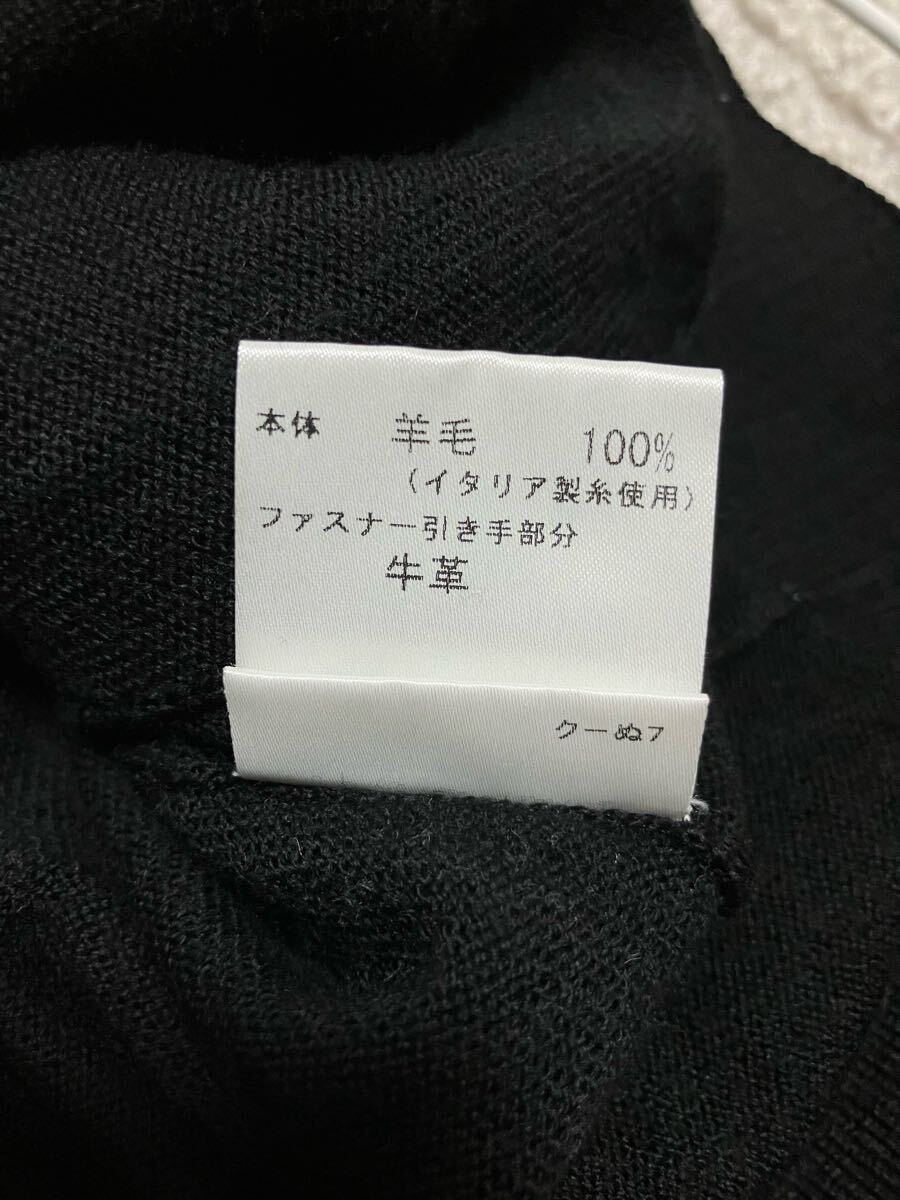 本体 羊毛 100%
(イタリア製糸使用)
ファスナー引き手部分
牛革
クーぬ7